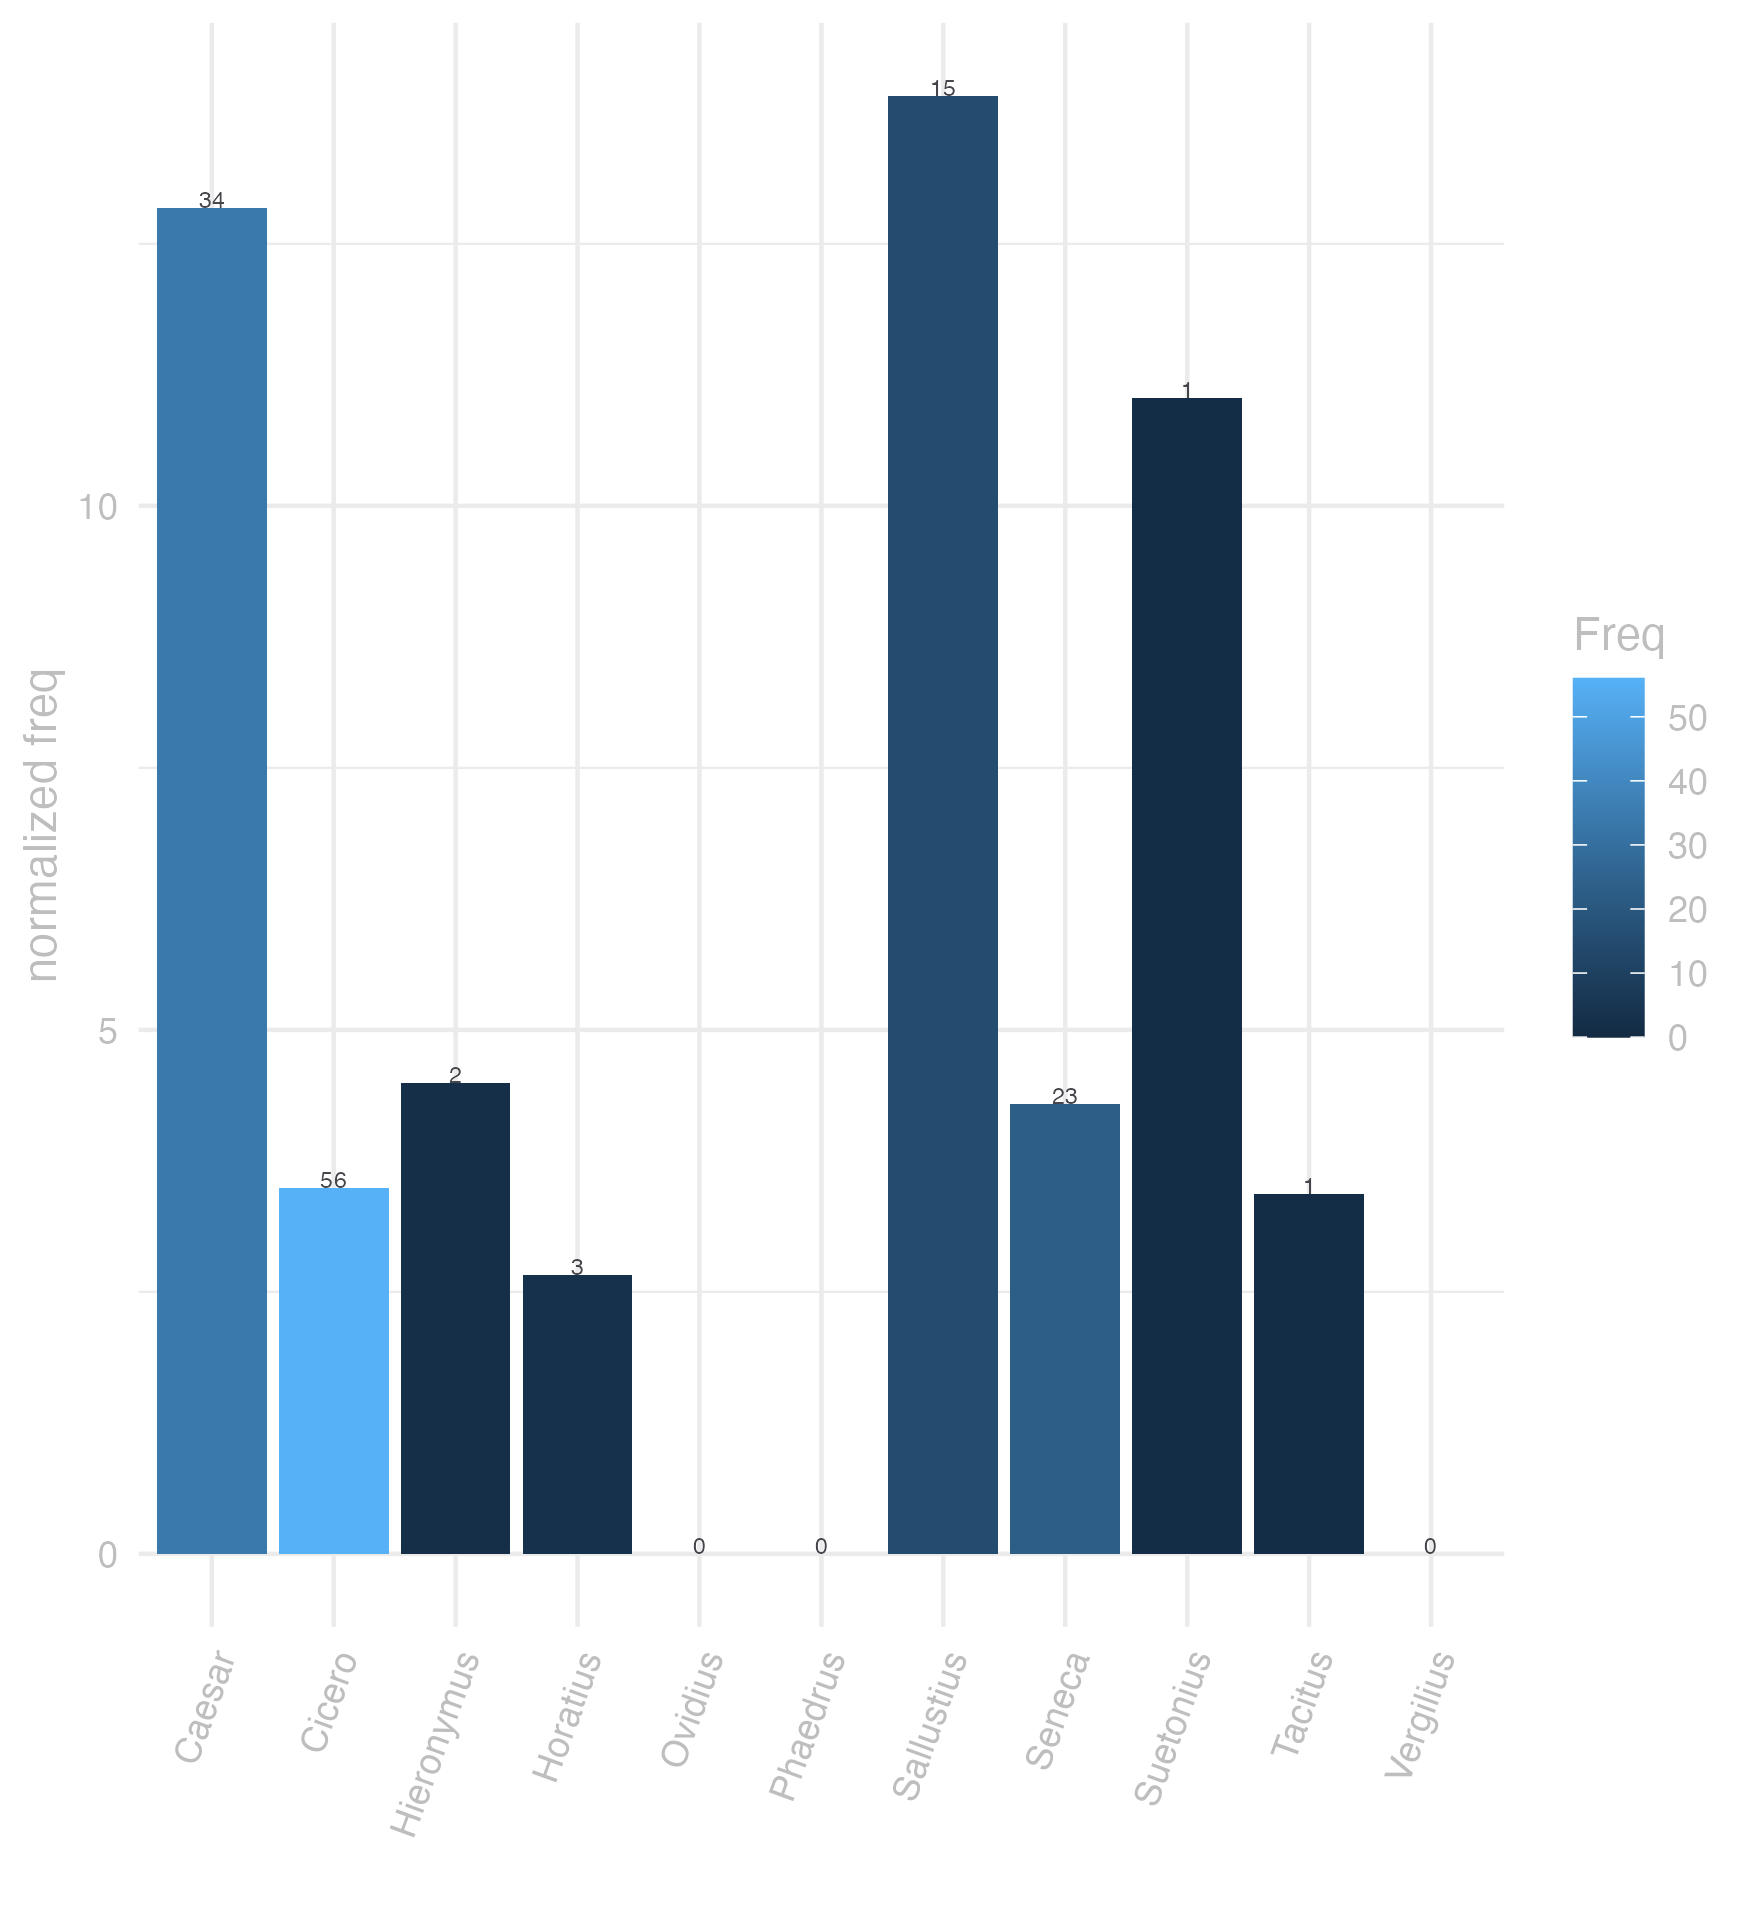 15
34
1
10
Freq
50
40
30
20
10
0
normalized freq
5
2
23
56
1
3
0
0
0
0
Caesar
Cicero
Hieronymus
Horatius
Ovidius
Phaedrus
Sallustius
Seneca
Suetonius
Tacitus
Vergilius